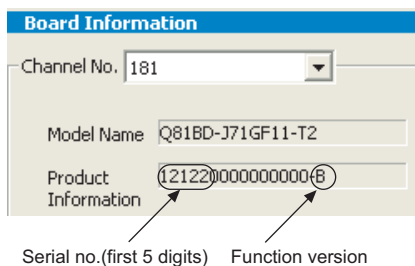 Board Information
Channel No. 181
Model Name Q81BD-J71GF11-T2
Product Information 121220000000000-B
Serial no.(first 5 digits) Function version